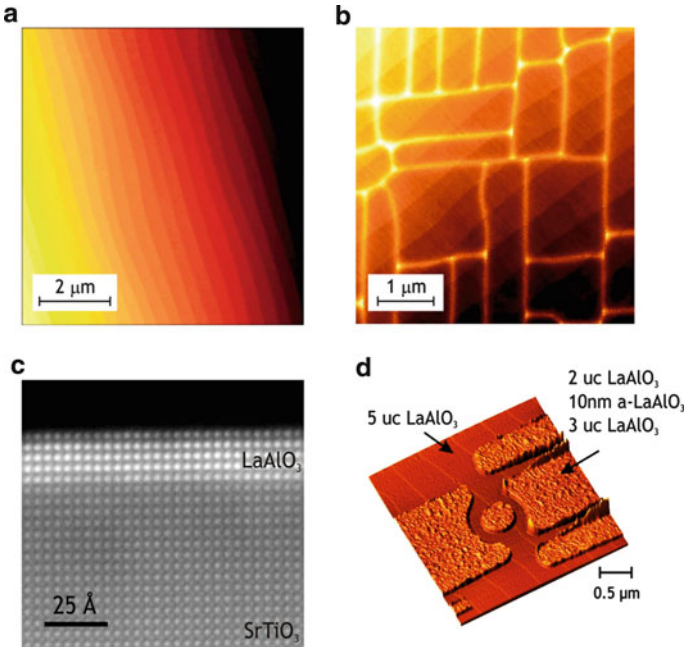 a
b
2 μm
1 μm
c
d
LaAlO₃
25 Å
SrTiO₃
5 uc LaAlO₃
2 uc LaAlO₃
10nm a-LaAlO₃
3 uc LaAlO₃
0.5 μm